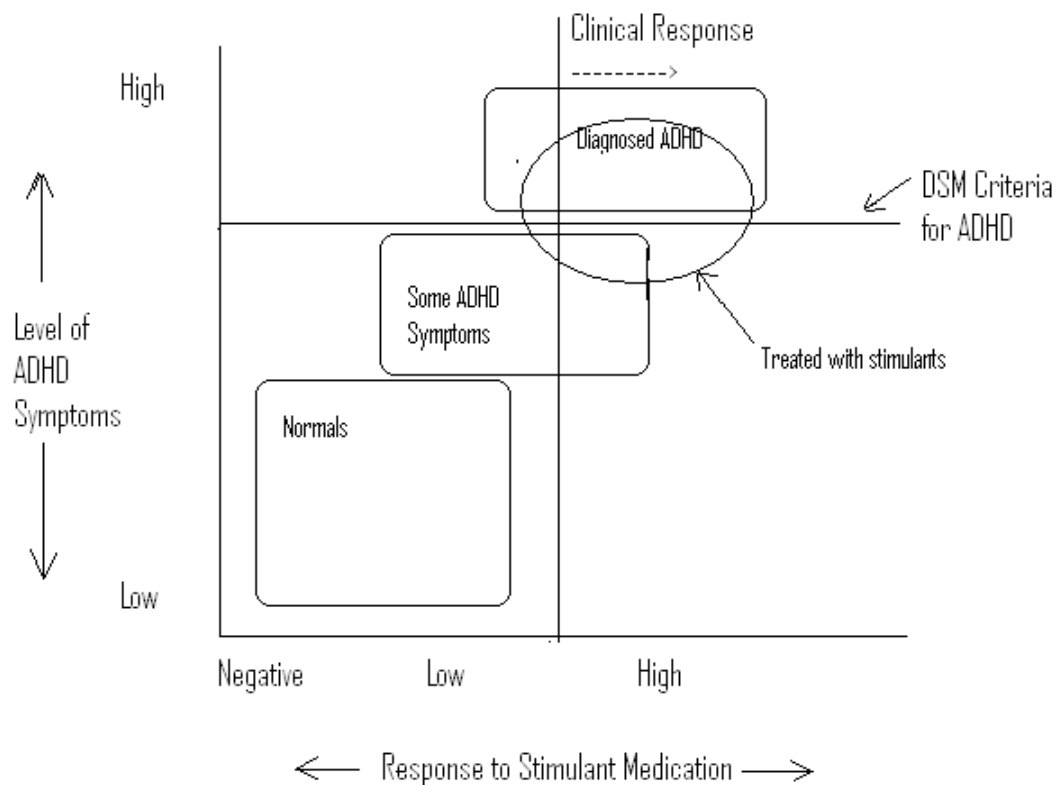 Clinical Response
High
Diagnosed ADHD
DSM Criteria
for ADHD
Some ADHD
Symptoms
Level of
ADHD
Symptoms
Treated with stimulants
Normals
Low
Negative
Low
High
Response to Stimulant Medication